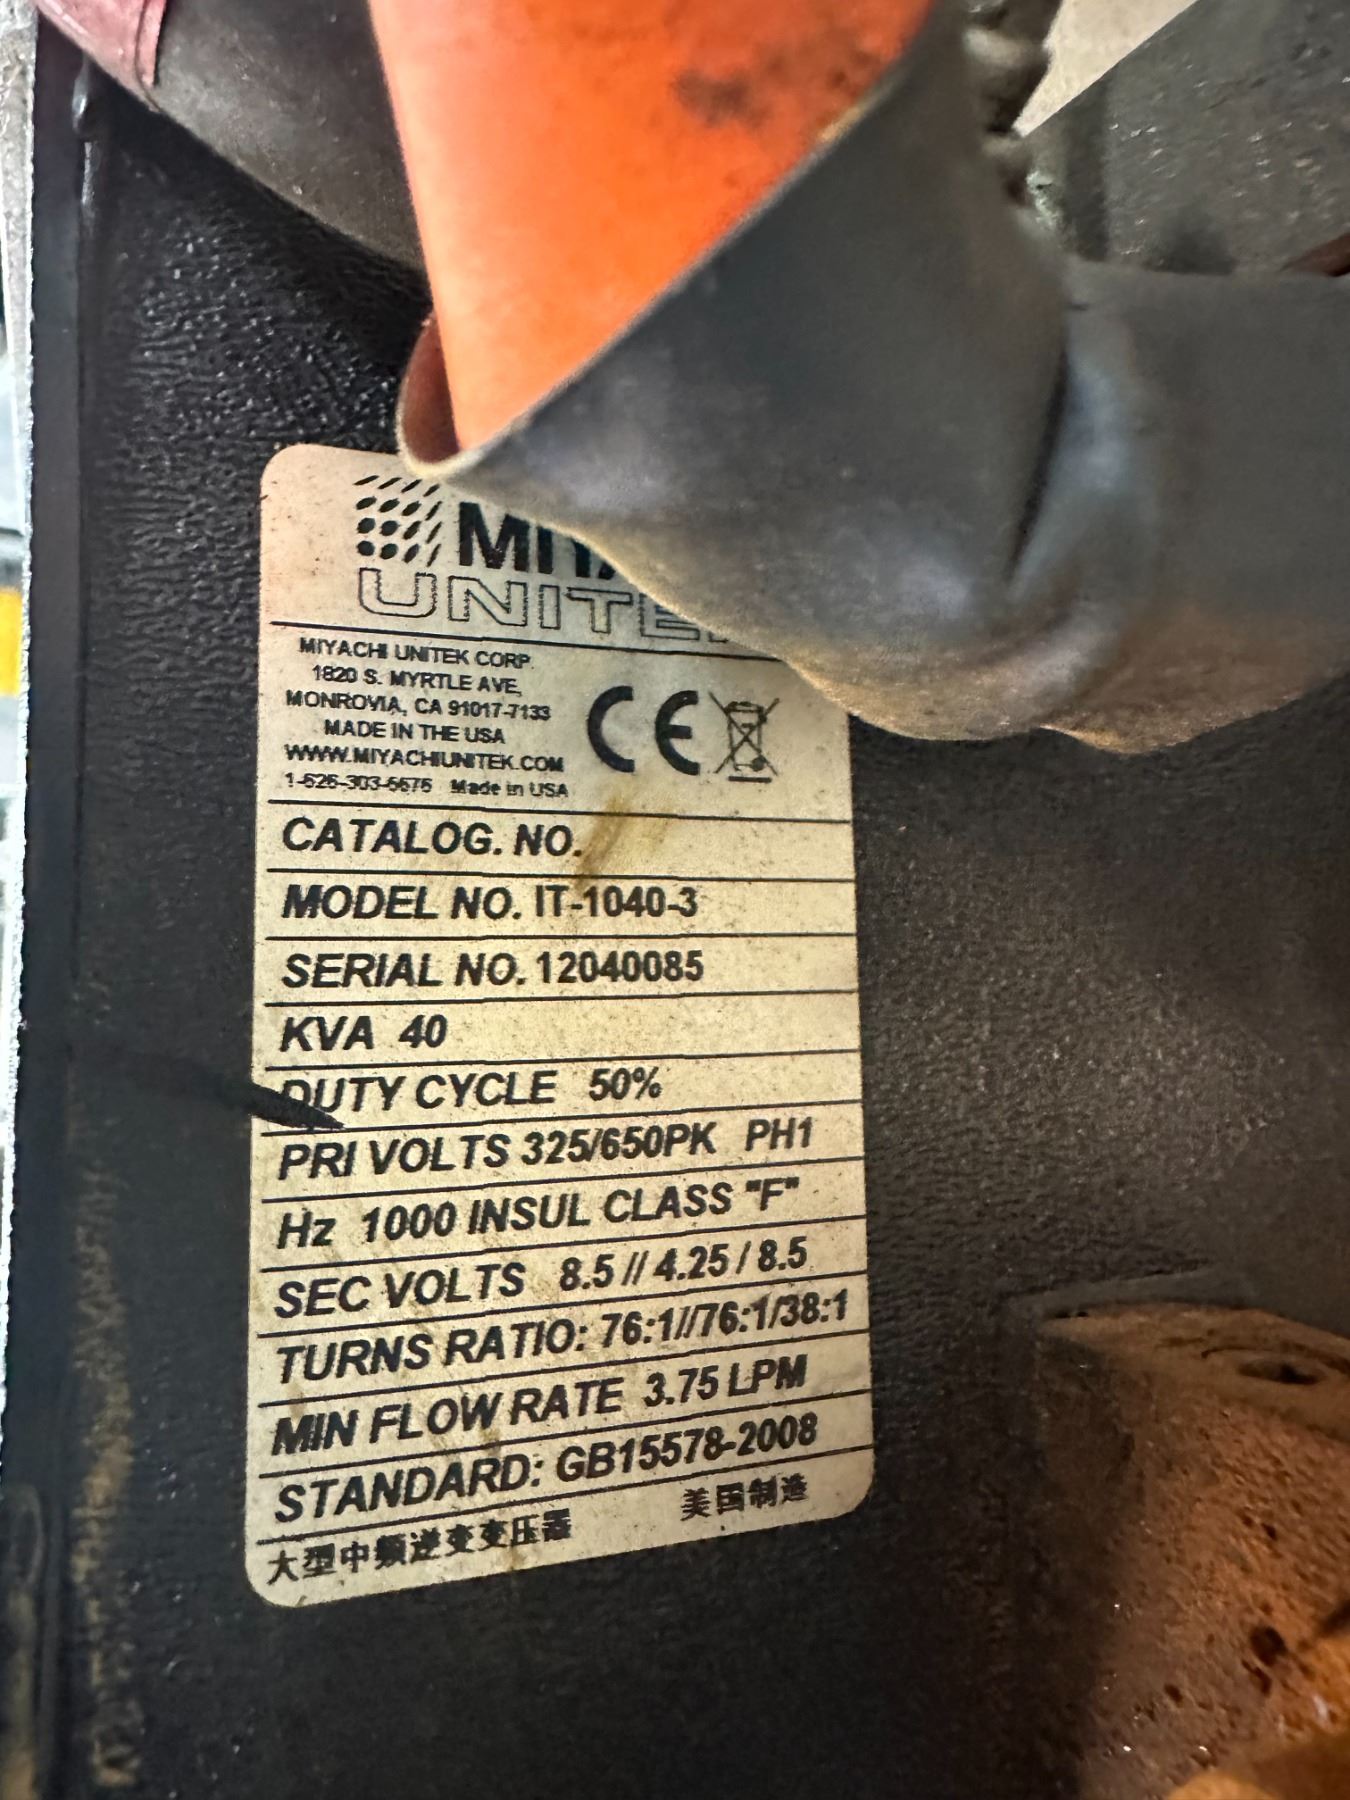 UNITE
MIYACHI UNITEK CORP.
1820 S. MYRTLE AVE,
MONROVIA, CA 91017-7133
MADE IN THE USA
WWW.MIYACHIUNITEK.COM
1-626-303-5676 Made in USA
CE
CATALOG. NO.
MODEL NO. IT-1040-3
SERIAL NO. 12040085
KVA 40
DUTY CYCLE 50%
PRI VOLTS 325/650PK PH1
Hz 1000 INSUL CLASS "F"
SEC VOLTS 8.5 // 4.25 / 8.5
TURNS RATIO: 76:1//76:1/38:1
MIN FLOW RATE 3.75 LPM
STANDARD: GB15578-2008
大型中频逆变变压器 美国制造